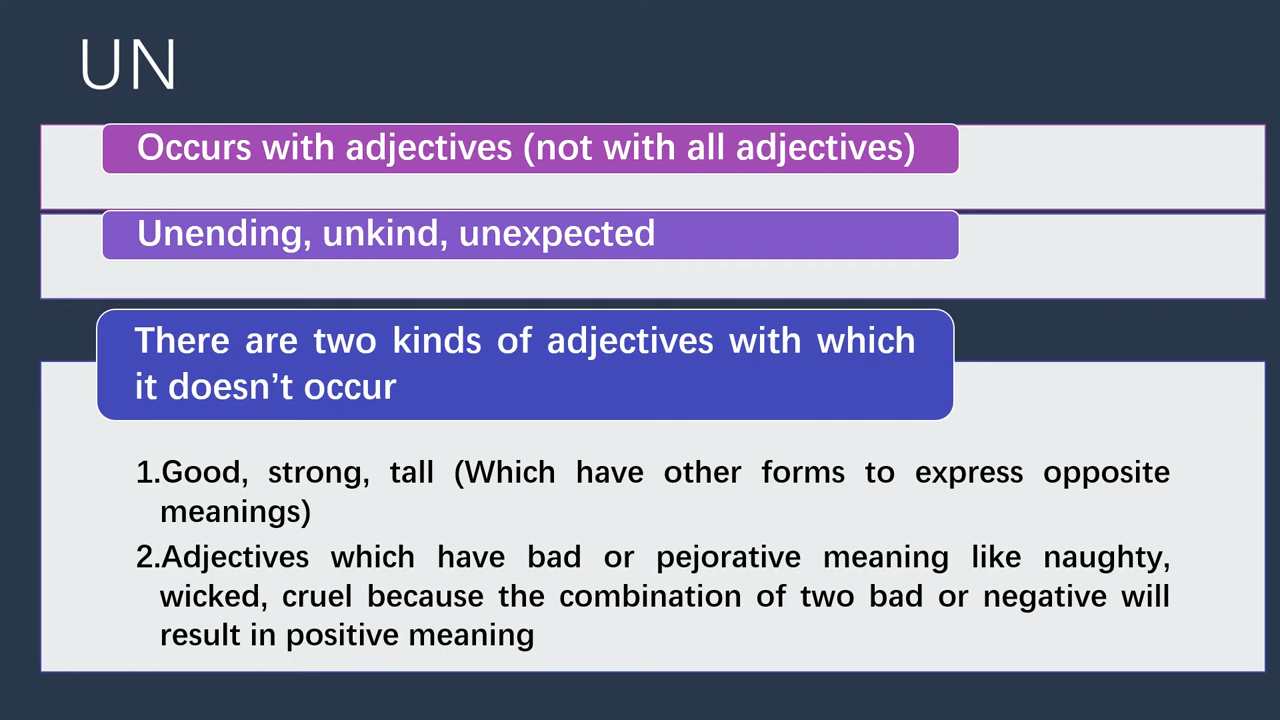 UN
Occurs with adjectives (not with all adjectives)
Unending, unkind, unexpected
There are two kinds of adjectives with which
it doesn’t occur
1.Good, strong, tall (Which have other forms to express opposite
meanings)
2.Adjectives which have bad or pejorative meaning like naughty,
wicked, cruel because the combination of two bad or negative will
result in positive meaning